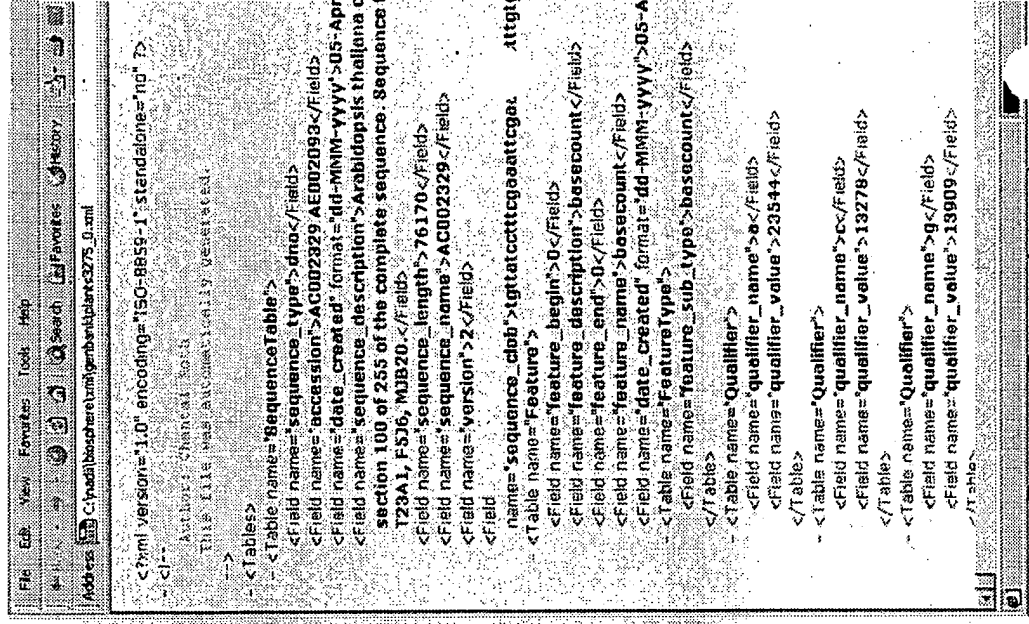 File Edit View Favorites Tools Help
Search Favorites History
Address C:\nadi\biosphere\xml\genbank\plants3275_0.xml
<?xml version="1.0" encoding="ISO-8859-1" standalone="no" ?>
- <!--
Author: Chantal Roth
This file was automatically generated.
-->
- <Tables>
- <Table name="SequenceTable">
<Field name="sequence_type">dna</Field>
<Field name="accession">AC002329 AE002093</Field>
<Field name="date_created" format="dd-MMM-yyyy">05-Apr
<Field name="sequence_description">Arabidopsis thaliana c
section 100 of 255 of the complete sequence. Sequence
T23A1, F5J6, MJB20.</Field>
<Field name="sequence_length">76170</Field>
<Field name="sequence_name">AC002329</Field>
<Field name="version">2</Field>
<Field
name="sequence_clob">tgttatcctttcgaaattcgac attgtg
- <Table name="Feature">
<Field name="feature_begin">0</Field>
<Field name="feature_description">basecount</Field>
<Field name="feature_end">0</Field>
<Field name="feature_name">basecount</Field>
<Field name="date_created" format="dd-MMM-yyyy">05-A
- <Table name="FeatureType">
<Field name="feature_sub_type">basecount</Field>
</Table>
- <Table name="Qualifier">
<Field name="qualifier_name">a</Field>
<Field name="qualifier_value">23544</Field>
</Table>
- <Table name="Qualifier">
<Field name="qualifier_name">c</Field>
<Field name="qualifier_value">13278</Field>
</Table>
- <Table name="Qualifier">
<Field name="qualifier_name">g</Field>
<Field name="qualifier_value">13909</Field>
</Table>